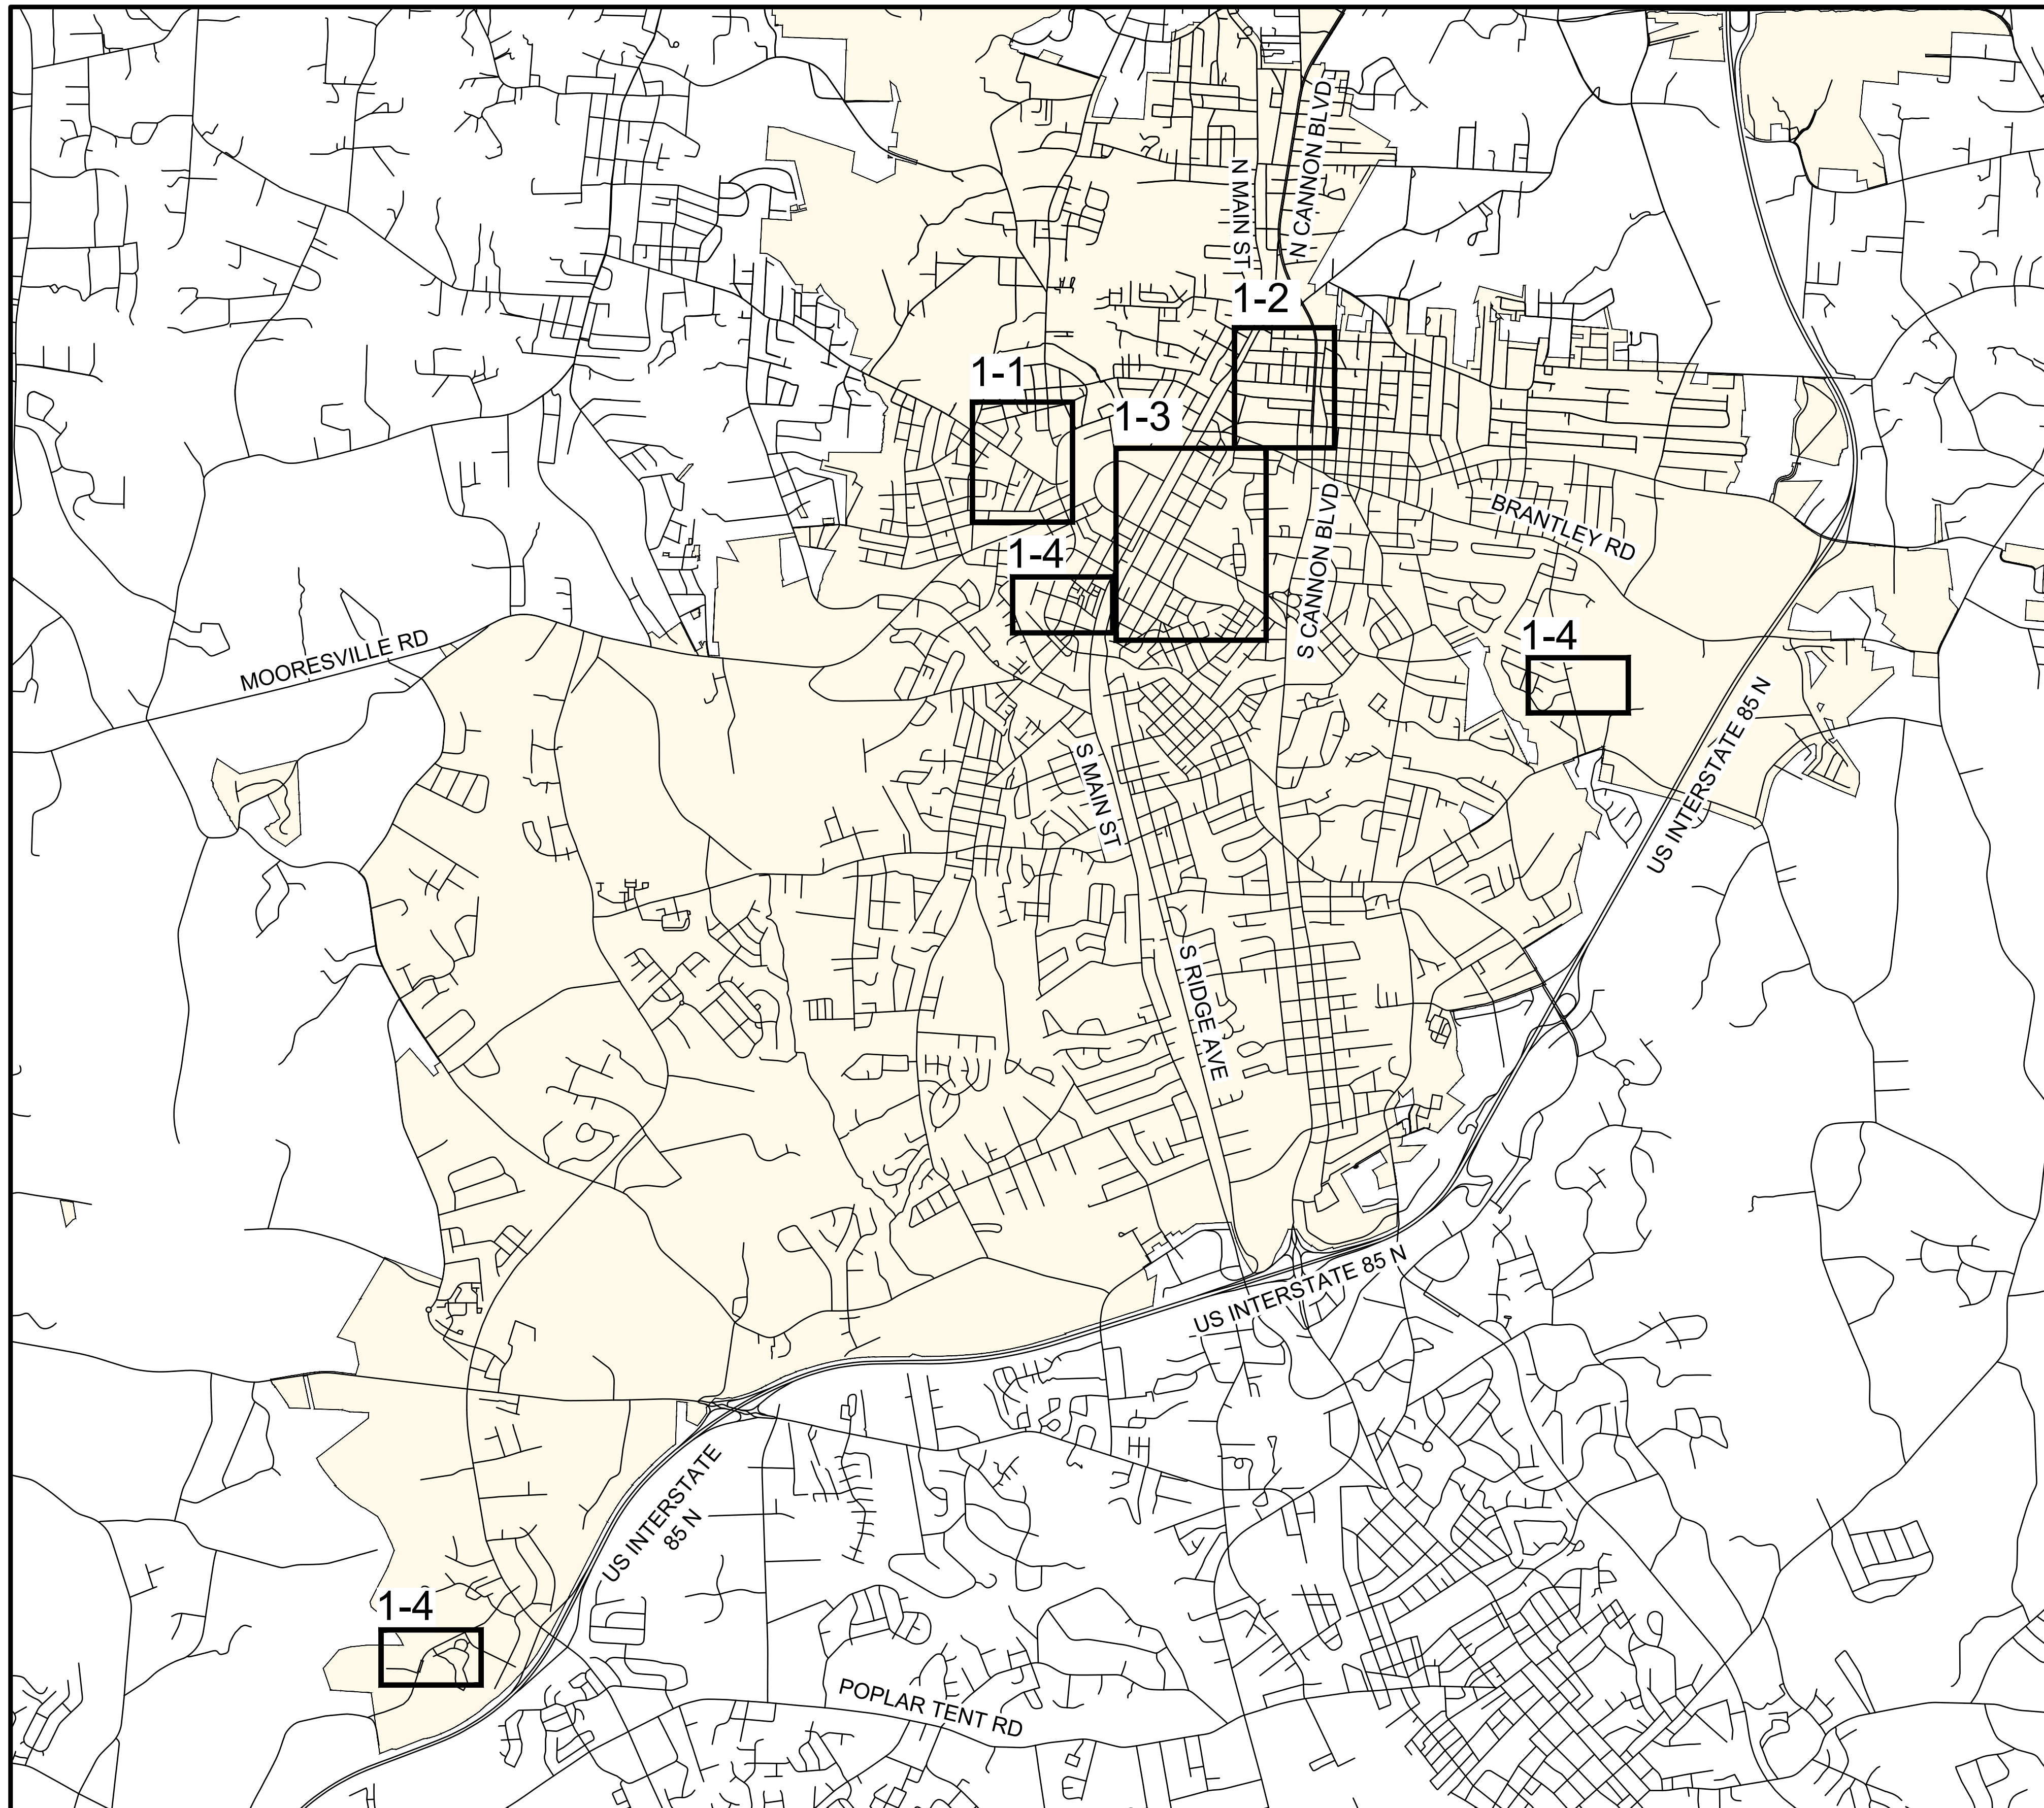 N CANNON BLVD
N MAIN ST
1-2
1-1
1-3
BRANTLEY RD
S CANNON BLVD
1-4
1-4
MOORESVILLE RD
US INTERSTATE 85 N
S MAIN ST
S RIDGE AVE
US INTERSTATE 85 N
US INTERSTATE
85 N
1-4
POPLAR TENT RD